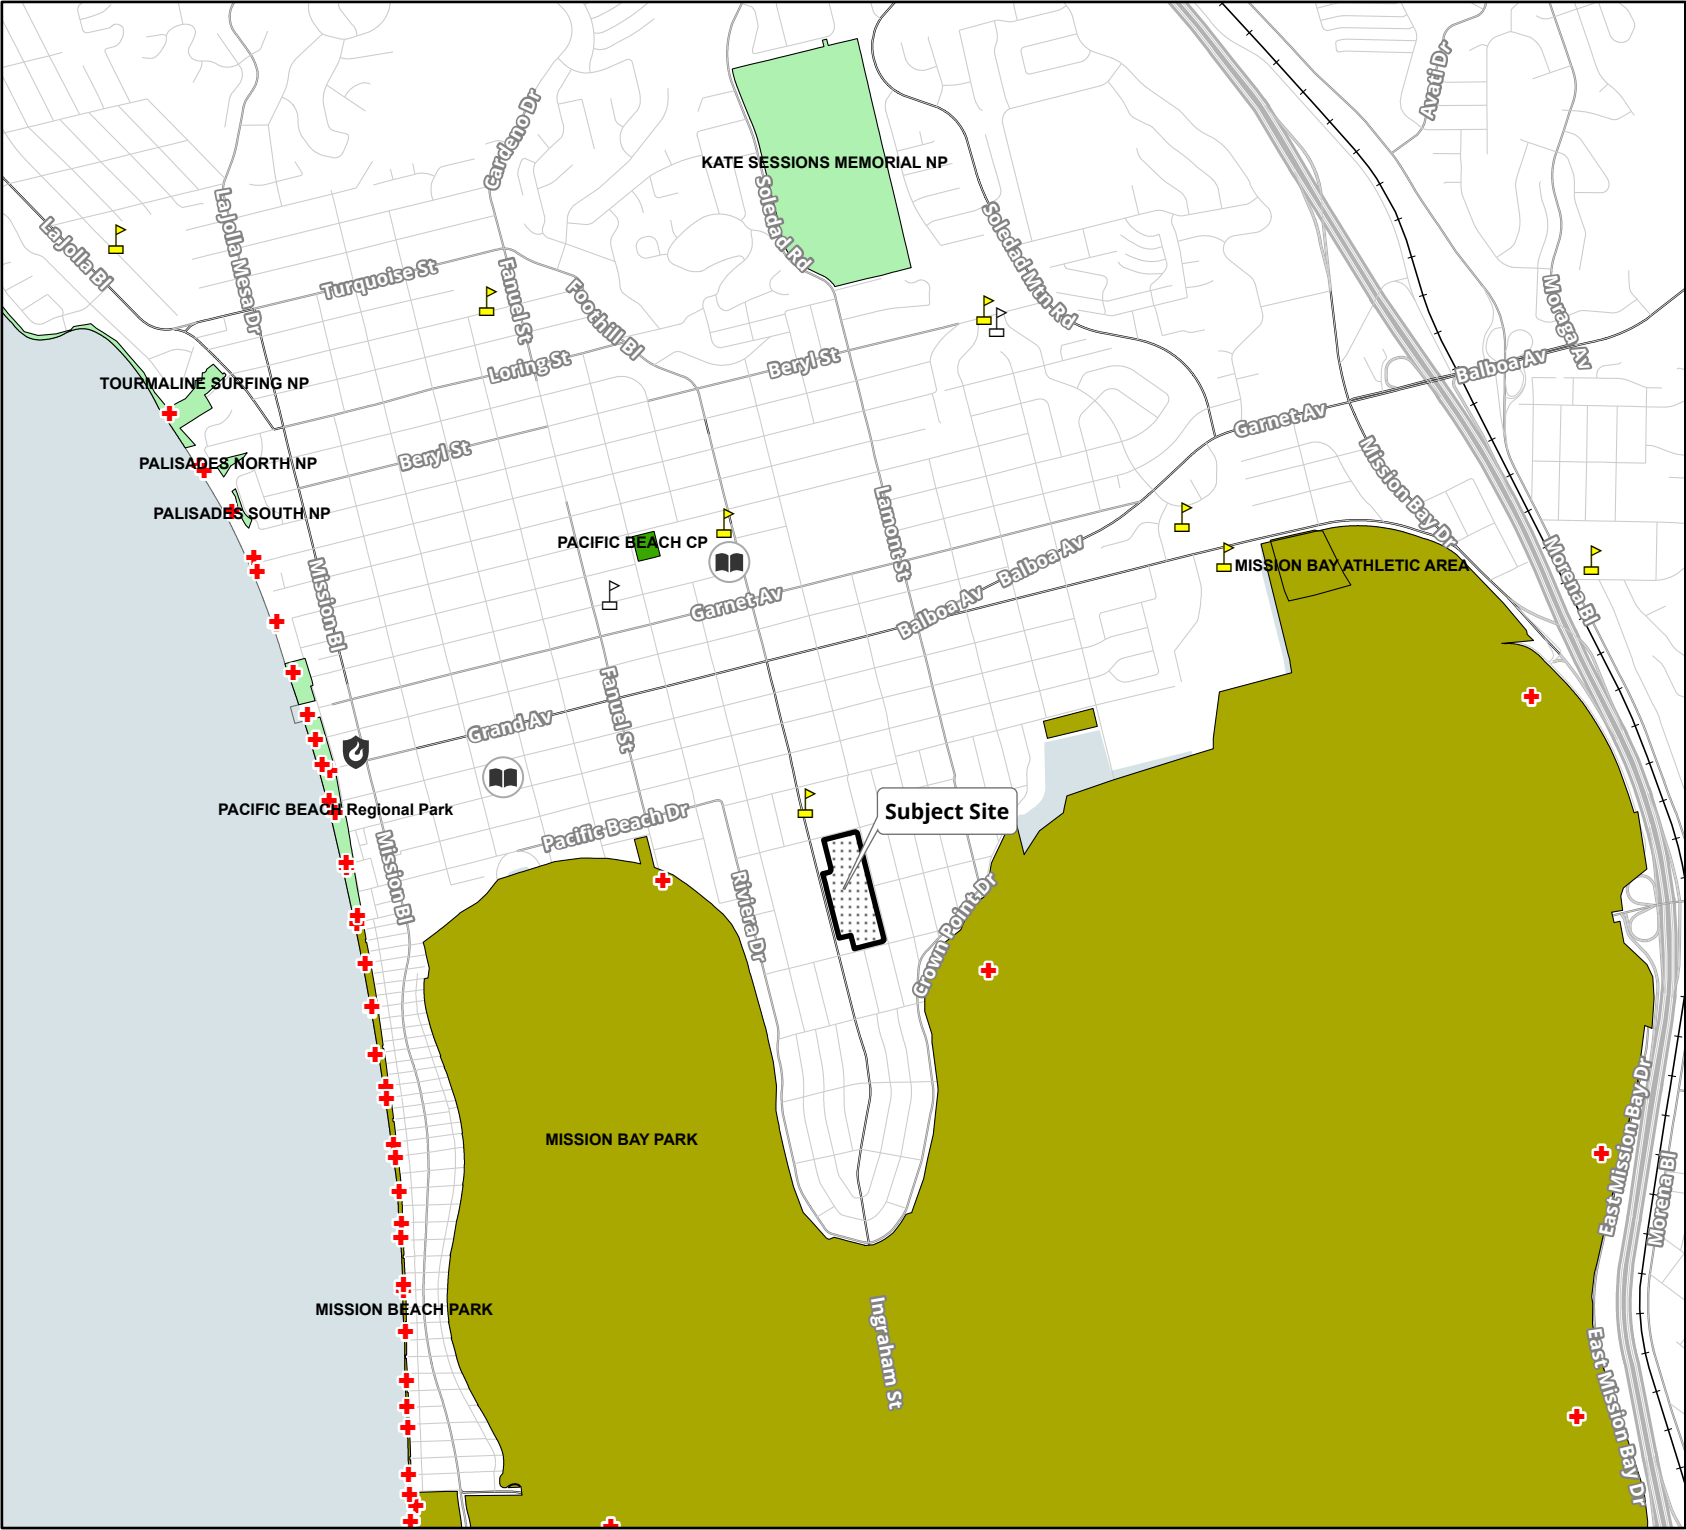 Avati Dr
Cardeno Dr
KATE SESSIONS MEMORIAL NP
La Jolla Mesa Dr
Soledad Rd
Soledad Mtn Rd
La Jolla Bl
Turquoise St
Fanuel St
Foothill Bl
Moraga Av
Loring St
Beryl St
Balboa Av
TOURMALINE SURFING NP
Garnet Av
Beryl St
PALISADES NORTH NP
Mission Bay Dr
PALISADES SOUTH NP
Lamont St
PACIFIC BEACH CP
Balboa Av
MISSION BAY ATHLETIC AREA
Morena Bl
Mission Bl
Garnet Av
Balboa Av
Fanuel St
Grand Av
PACIFIC BEACH Regional Park
Subject Site
Pacific Beach Dr
Mission Bl
Riviera Dr
Crown Point Dr
MISSION BAY PARK
East Mission Bay Dr
Morena Bl
MISSION BEACH PARK
Ingraham St
East Mission Bay Dr